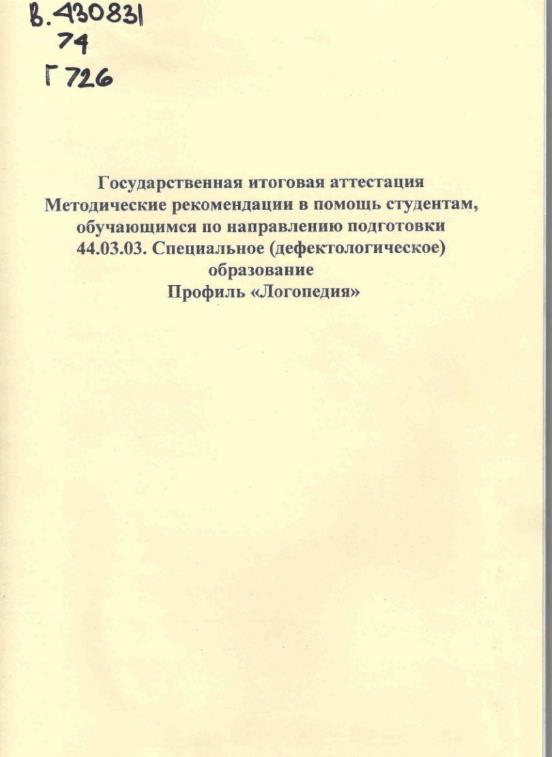 В. 430831
74
Г 726
Государственная итоговая аттестация
Методические рекомендации в помощь студентам,
обучающимся по направлению подготовки
44.03.03. Специальное (дефектологическое)
образование
Профиль «Логопедия»